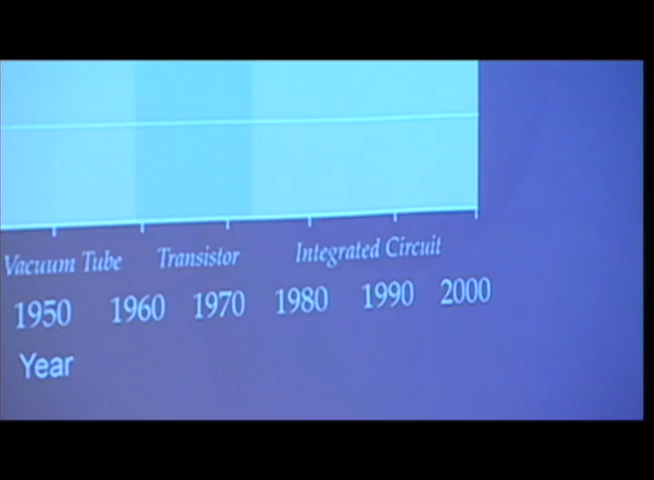 Vacuum Tube Transistor Integrated Circuit
1950 1960 1970 1980 1990 2000
Year